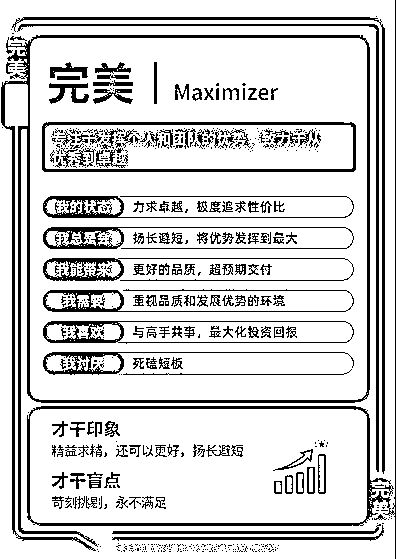 完美
完美 | Maximizer
专注于发挥个人和团队的优势，致力于从
优秀到卓越
我的状态 力求卓越，极度追求性价比
我总是会 扬长避短，将优势发挥到最大
我能带来 更好的品质，超预期交付
我需要 重视品质和发展优势的环境
我喜欢 与高手共事，最大化投资回报
我讨厌 死磕短板
才干印象
精益求精，还可以更好，扬长避短
才干盲点
苛刻挑剔，永不满足
完美